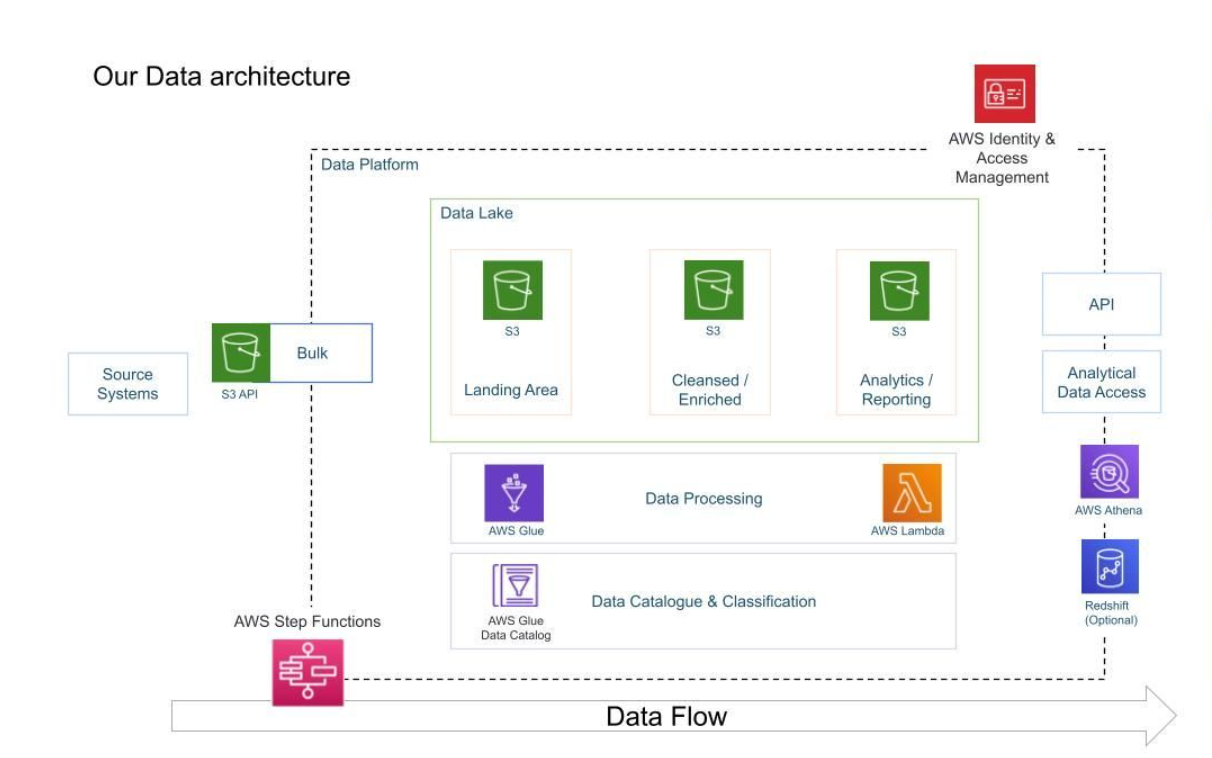 Our Data architecture
AWS Identity &
Access
Management
Data Platform
Data Lake
S3
Landing Area
S3
Cleansed /
Enriched
S3
Analytics /
Reporting
API
Bulk
S3 API
Source
Systems
Analytical
Data Access
AWS Glue
Data Processing
AWS Lambda
AWS Athena
AWS Glue
Data Catalog
Data Catalogue & Classification
Redshift
(Optional)
AWS Step Functions
Data Flow